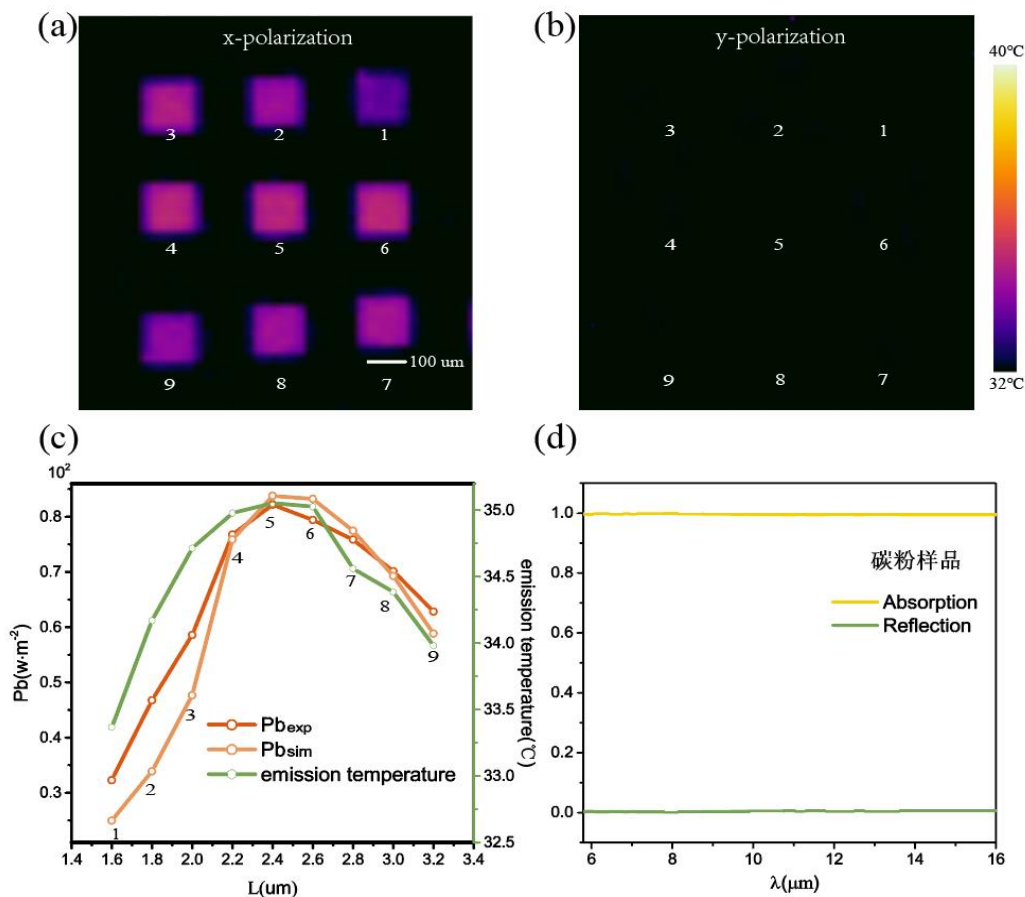 (a)
x-polarization
3 2 1
4 5 6
9 8 7
100 um
(b)
y-polarization
3 2 1
4 5 6
9 8 7
40℃
32℃
(c)
10²
Pb(w·m⁻²)
0.8
0.7
0.6
0.5
0.4
0.3
1
2
3
4
5
6
7
8
9
Pbexp
Pbsim
emission temperature
35.0
34.5
34.0
33.5
33.0
32.5
emission temperature(℃)
1.4 1.6 1.8 2.0 2.2 2.4 2.6 2.8 3.0 3.2 3.4
L(um)
(d)
1.0
0.8
0.6
0.4
0.2
0.0
碳粉样品
Absorption
Reflection
6 8 10 12 14 16
λ(μm)